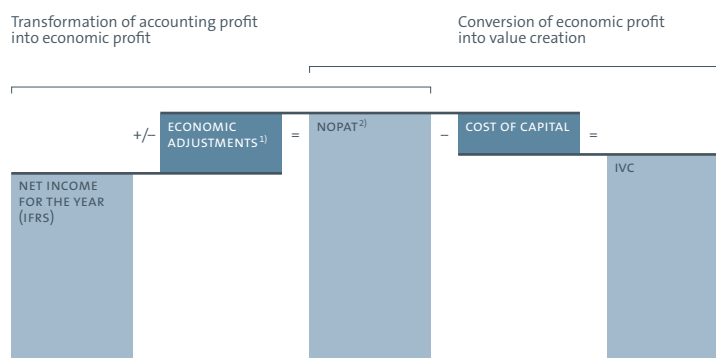 Transformation of accounting profit
into economic profit
Conversion of economic profit
into value creation
+/–
ECONOMIC
ADJUSTMENTS 1)
=
NOPAT 2)
–
COST OF CAPITAL
=
IVC
NET INCOME
FOR THE YEAR
(IFRS)